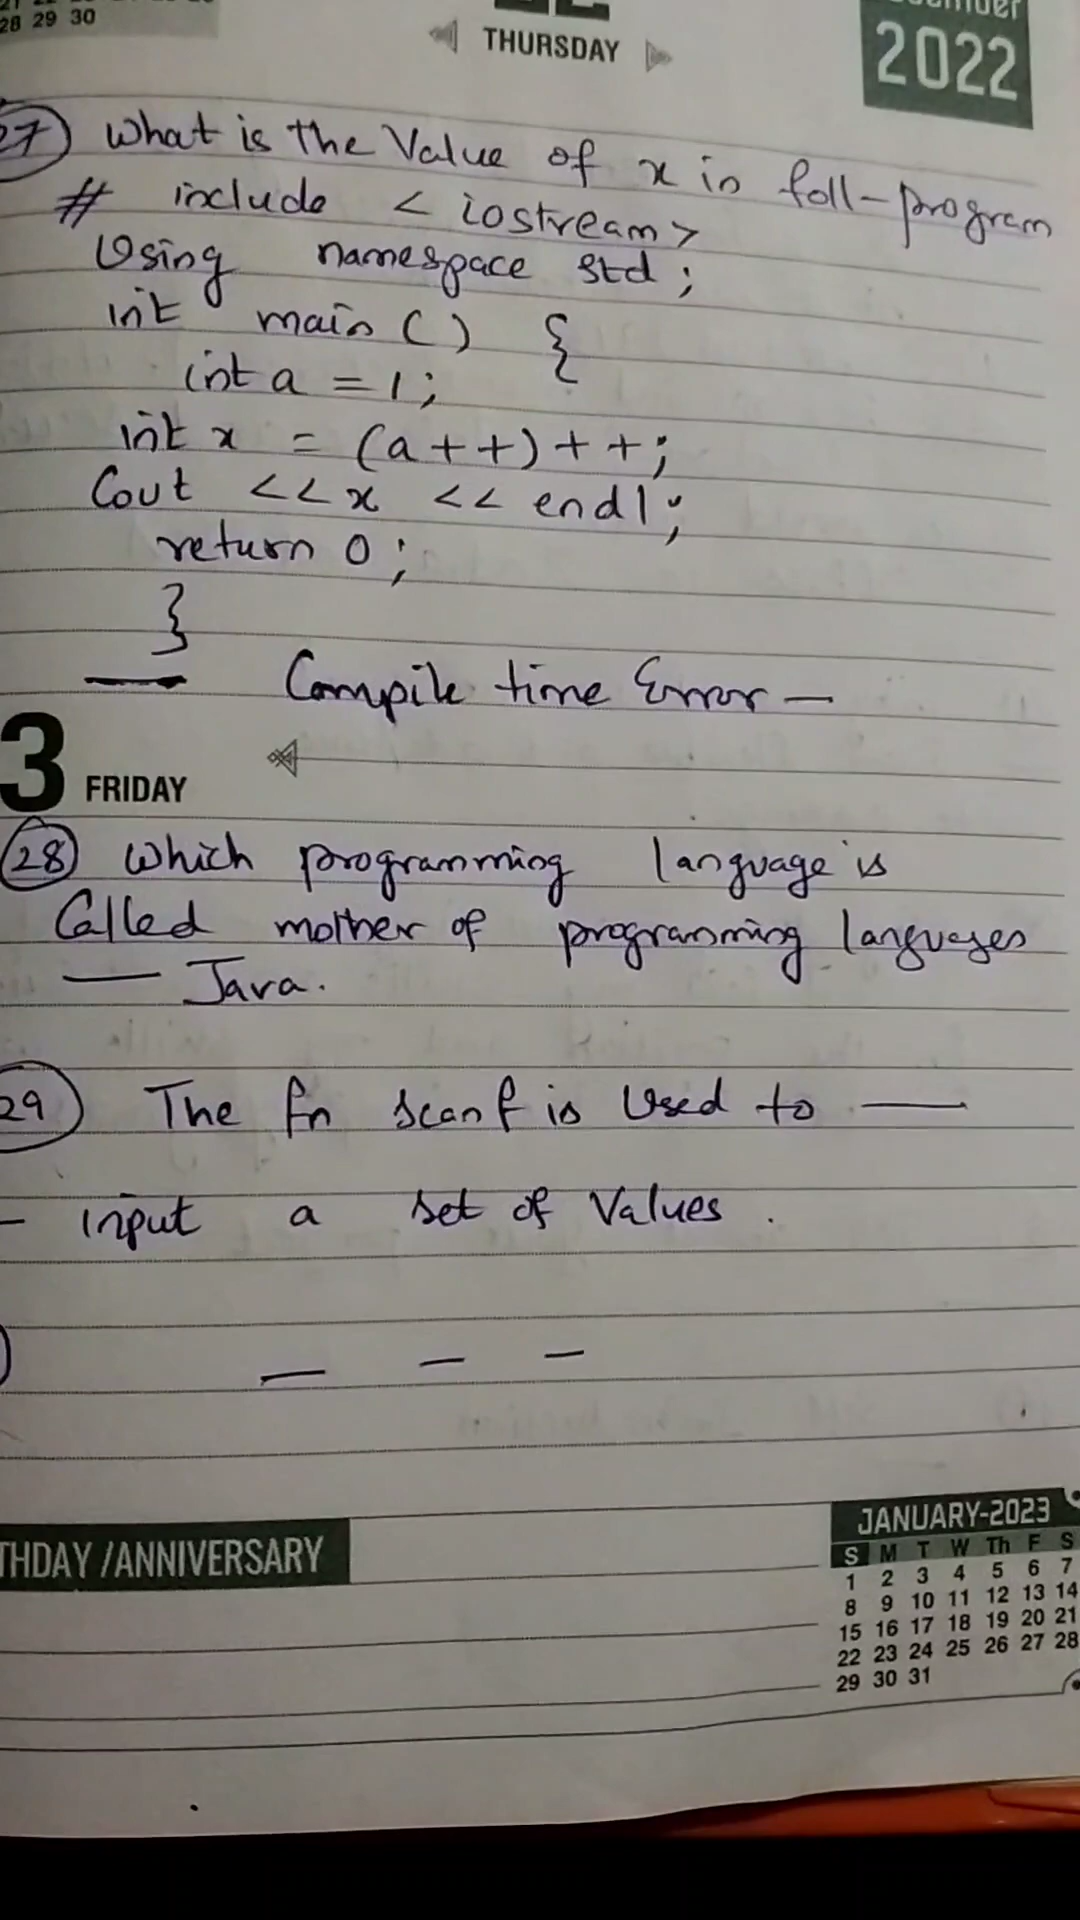 28 29 30
THURSDAY
2022
27) What is the Value of x in foll-program
# include < iostream>
Using namespace std ;
int main ( ) {
int a = 1 ;
int x = (a + +) + + ;
Cout << x << endl ;
return 0 ;
}
— Compile time Error —
3 FRIDAY
28) Which programming language is
Called mother of programming languages
— Java.
29) The fn scanf is Used to —
- input a set of Values .
— — —
THDAY /ANNIVERSARY
JANUARY-2023
S M T W Th F S
1 2 3 4 5 6 7
8 9 10 11 12 13 14
15 16 17 18 19 20 21
22 23 24 25 26 27 28
29 30 31